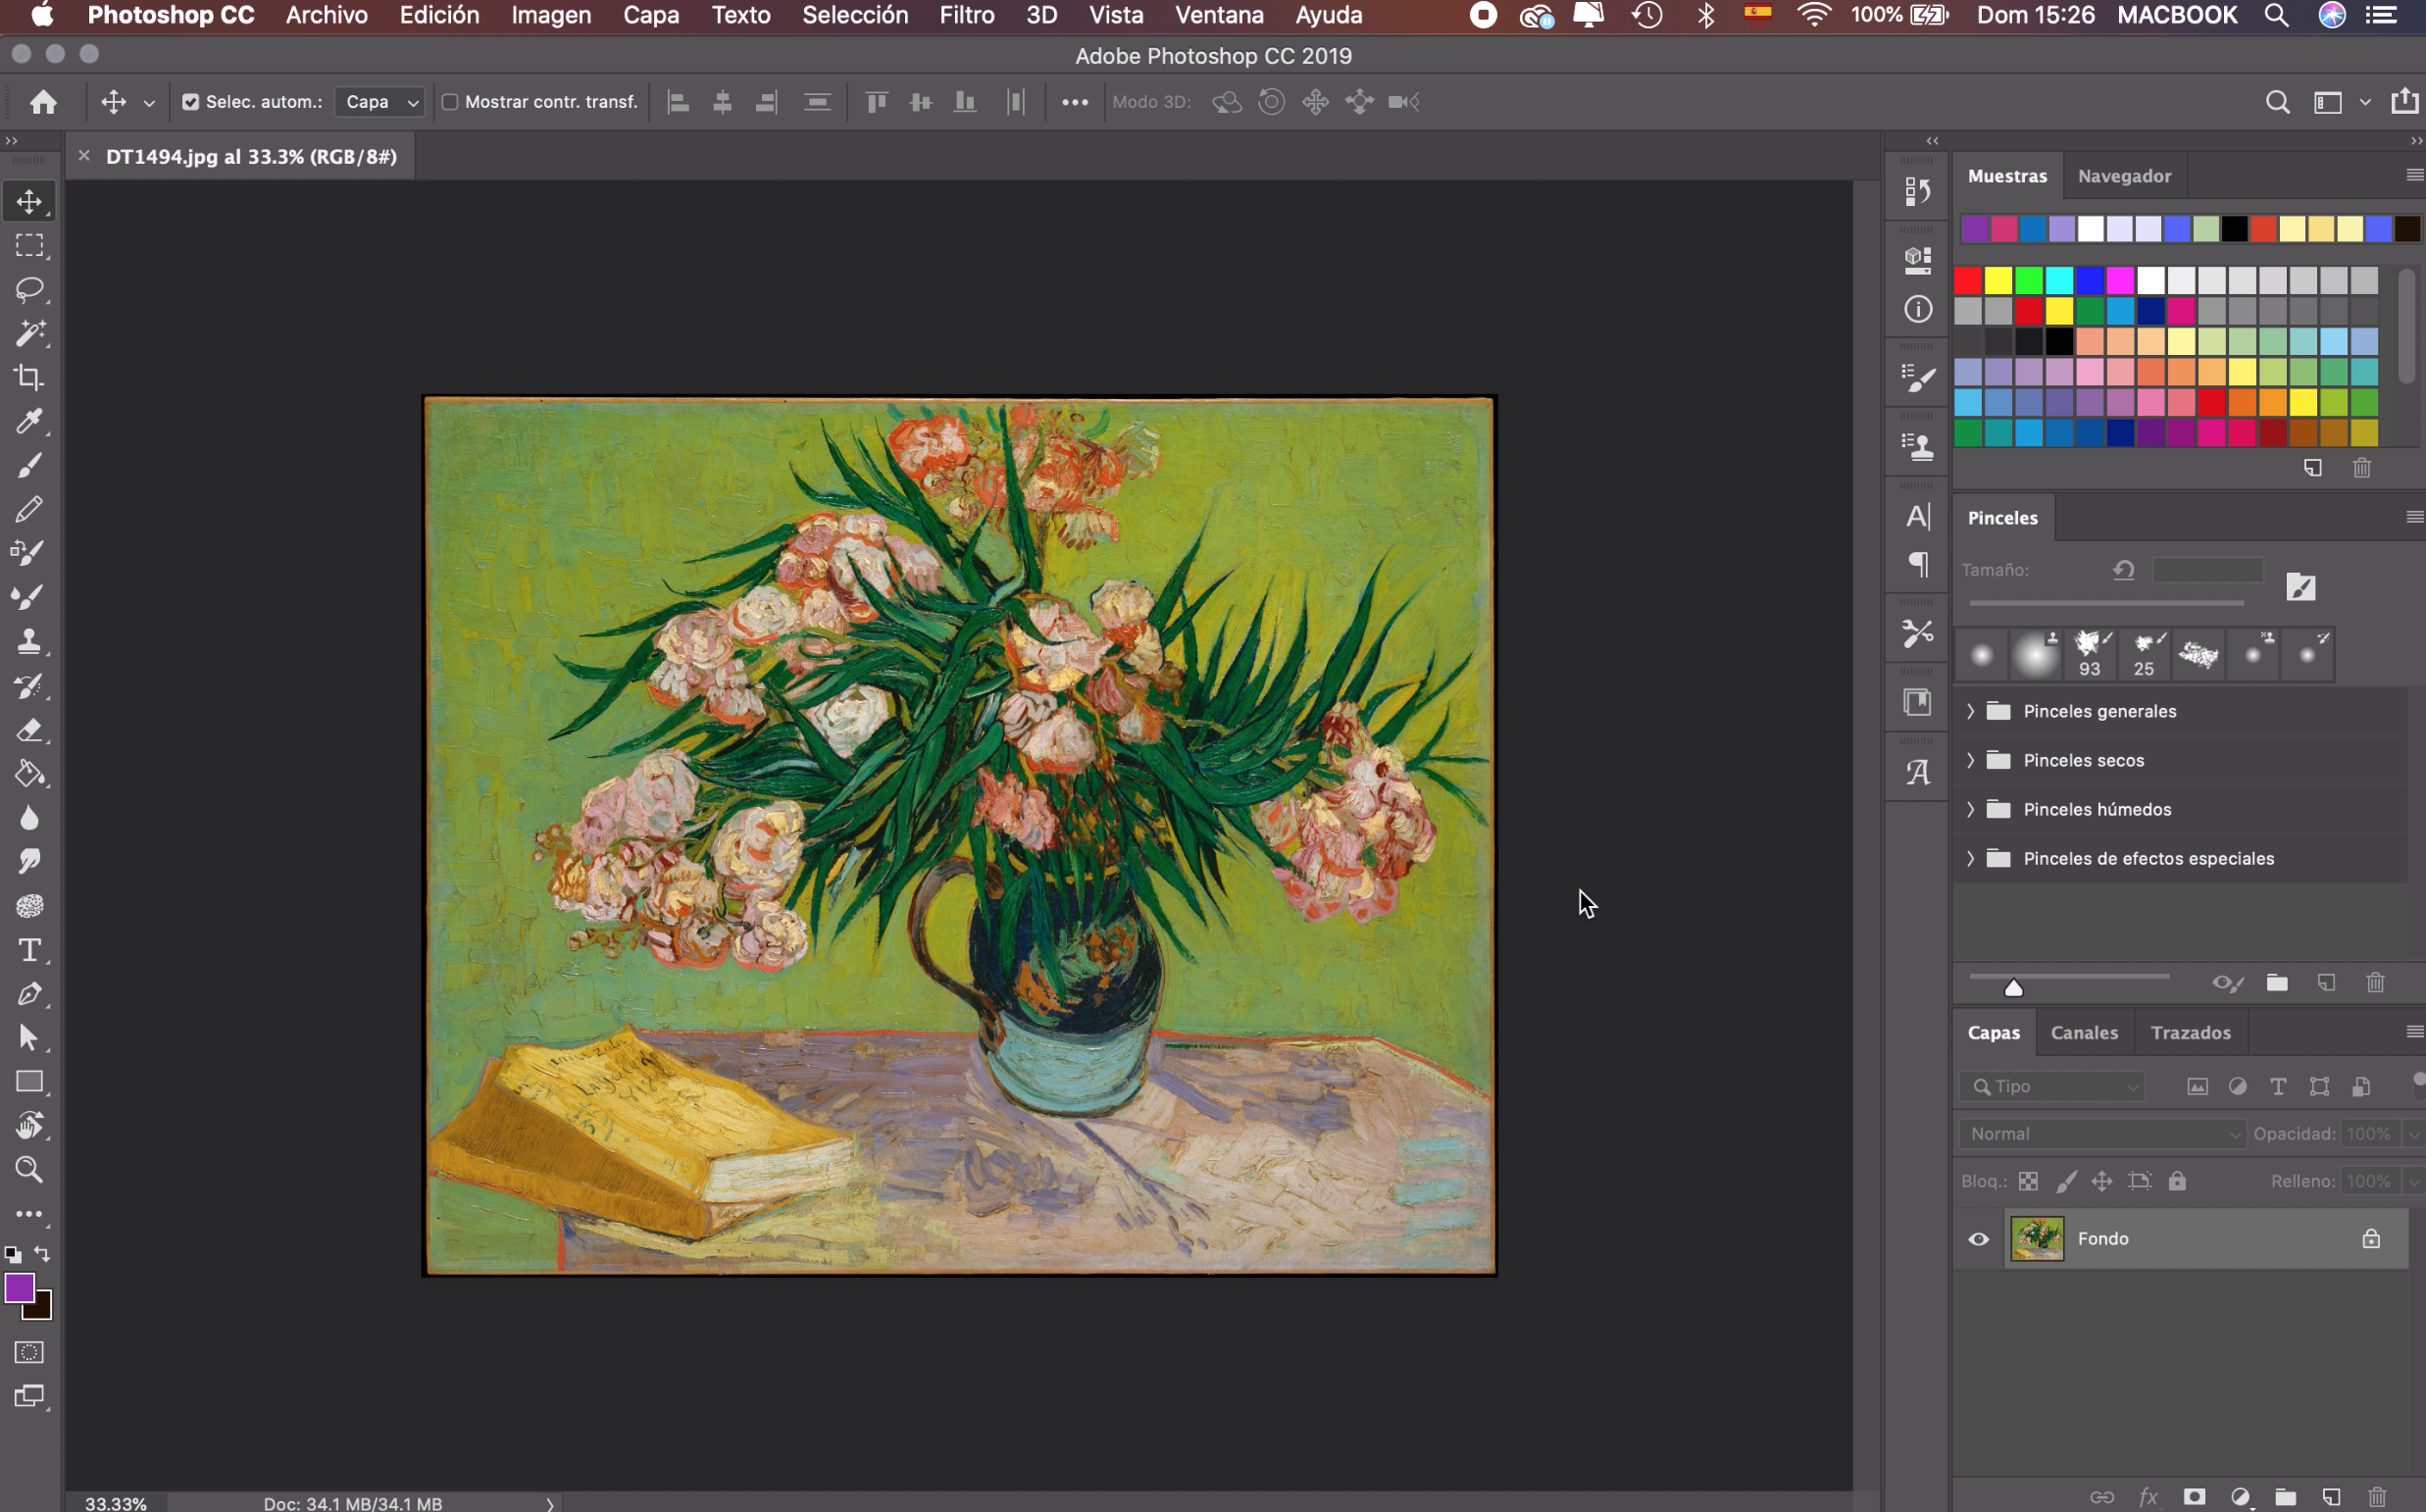 Photoshop CC Archivo Edición Imagen Capa Texto Selección Filtro 3D Vista Ventana Ayuda 100% Dom 15:26 MACBOOK
Adobe Photoshop CC 2019
Selec. autom.: Capa Mostrar contr. transf. Modo 3D:
DT1494.jpg al 33.3% (RGB/8#)
Muestras Navegador
Pinceles
Tamaño:
93 25
Pinceles generales
Pinceles secos
Pinceles húmedos
Pinceles de efectos especiales
Capas Canales Trazados
Tipo
Normal Opacidad: 100%
Bloq.: Relleno: 100%
Fondo
33.33% Doc: 34.1 MB/34.1 MB